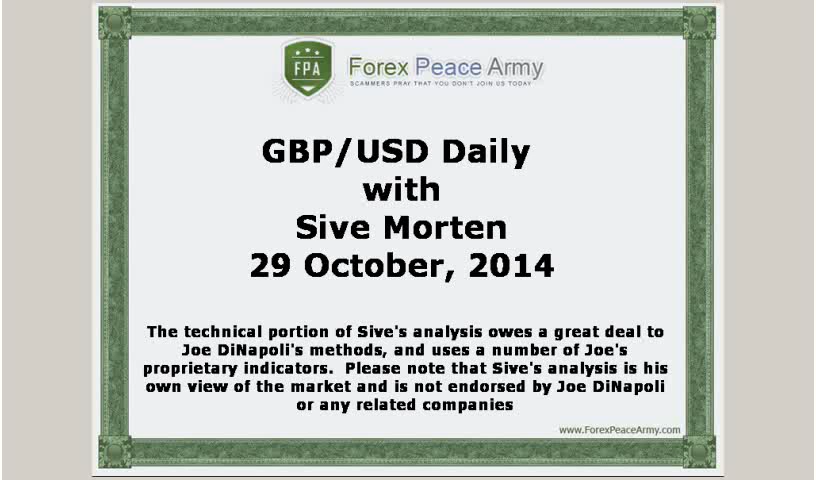 FPA
Forex Peace Army
SCAMMERS PRAY THAT YOU DON'T JOIN US TODAY
GBP/USD Daily
with
Sive Morten
29 October, 2014
The technical portion of Sive's analysis owes a great deal to
Joe DiNapoli's methods, and uses a number of Joe's
proprietary indicators.  Please note that Sive's analysis is his
own view of the market and is not endorsed by Joe DiNapoli
or any related companies
www.ForexPeaceArmy.com